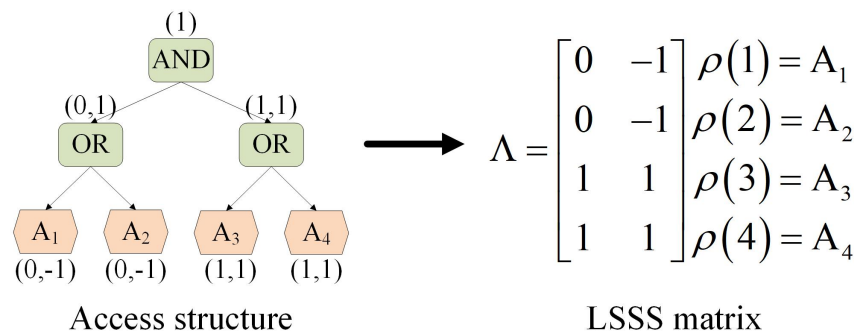 (1)
AND
(0,1) (1,1)
OR OR
A₁ A₂ A₃ A₄
(0,-1) (0,-1) (1,1) (1,1)
Access structure
Λ = [0 -1; 0 -1; 1 1; 1 1]
ρ(1) = A₁
ρ(2) = A₂
ρ(3) = A₃
ρ(4) = A₄
LSSS matrix